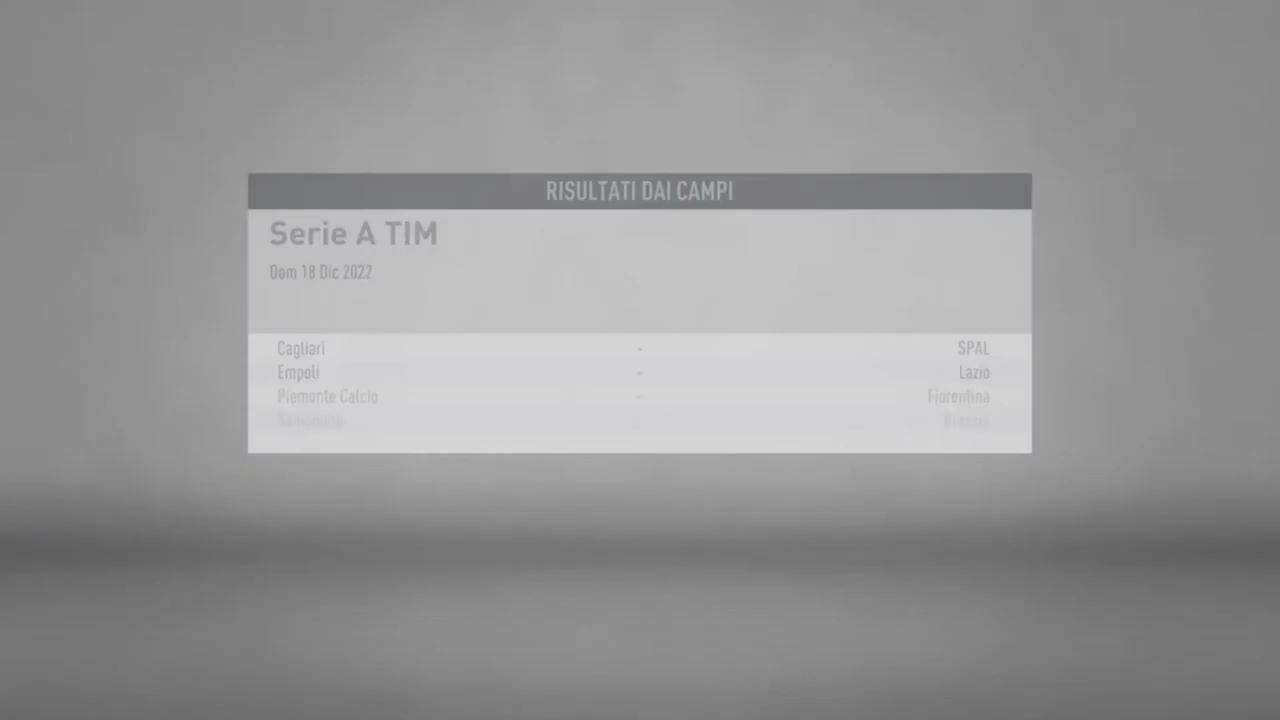 RISULTATI DAI CAMPI
Serie A TIM
Dom 18 Dic 2022
Cagliari - SPAL
Empoli - Lazio
Piemonte Calcio - Fiorentina